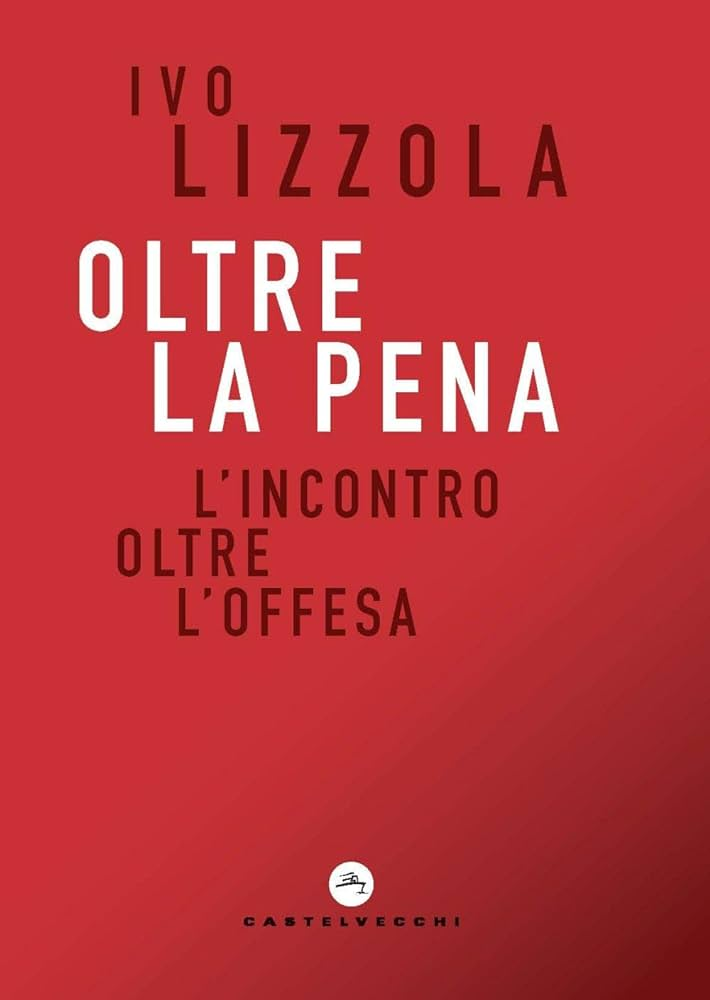 IVO
LIZZOLA
OLTRE
LA PENA
L'INCONTRO
OLTRE
L'OFFESA
CASTELVECCHI